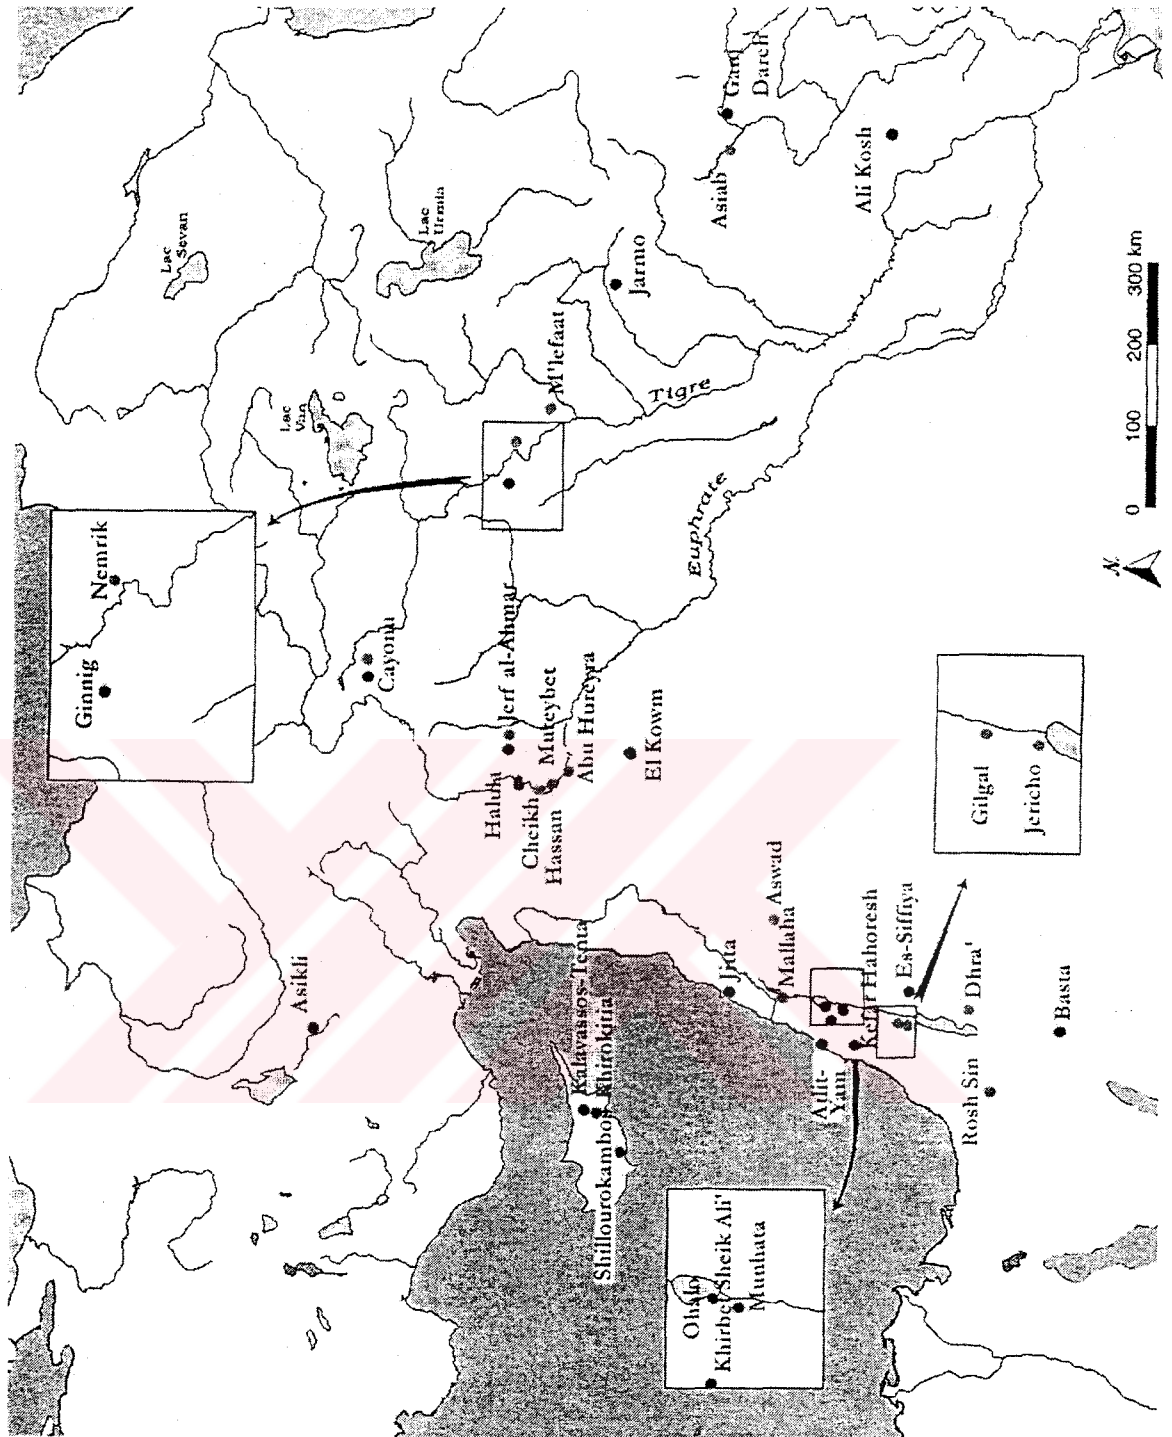 Lac
Sevan
Lac
Urmia
Lac
Van
Ginnig
Nemrik
Cayonu
M'lefaat
Jarmo
Asiab
Ganj
Dareh
Ali Kosh
Tigre
Euphrate
Halula
Jerf al-Ahmar
Cheikh
Hassan
Mureybet
Abu Hureyra
El Kowm
Asikli
Kalavassos-Tenta
Khirokitia
Shillourokambos
Jitta
Aswad
Mallaha
Atlit-
Yam
Kefar Hahoresh
Es-Siffiya
Dhra'
Rosh Sin
Basta
Ohalo
Khirbet Sheik Ali'
Munhata
Gilgal
Jericho
N
0 100 200 300 km